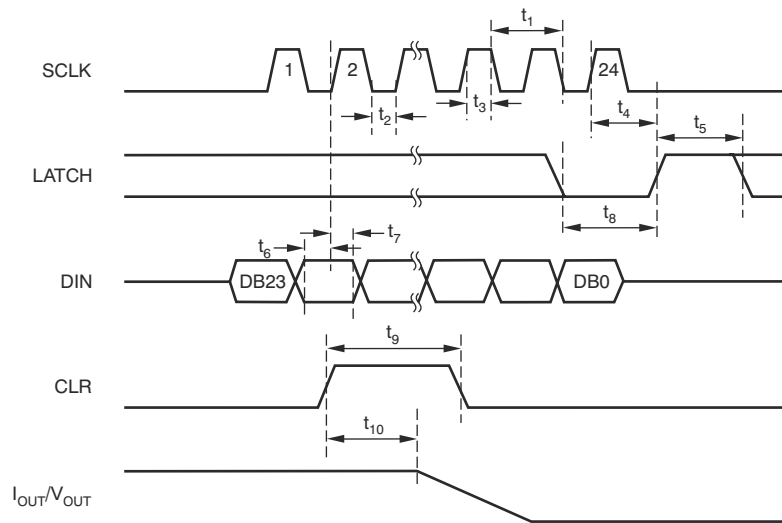 t1
SCLK
1
2
24
t2
t3
t4
t5
LATCH
t8
t6
t7
DIN
DB23
DB0
t9
CLR
t10
IOUT/VOUT